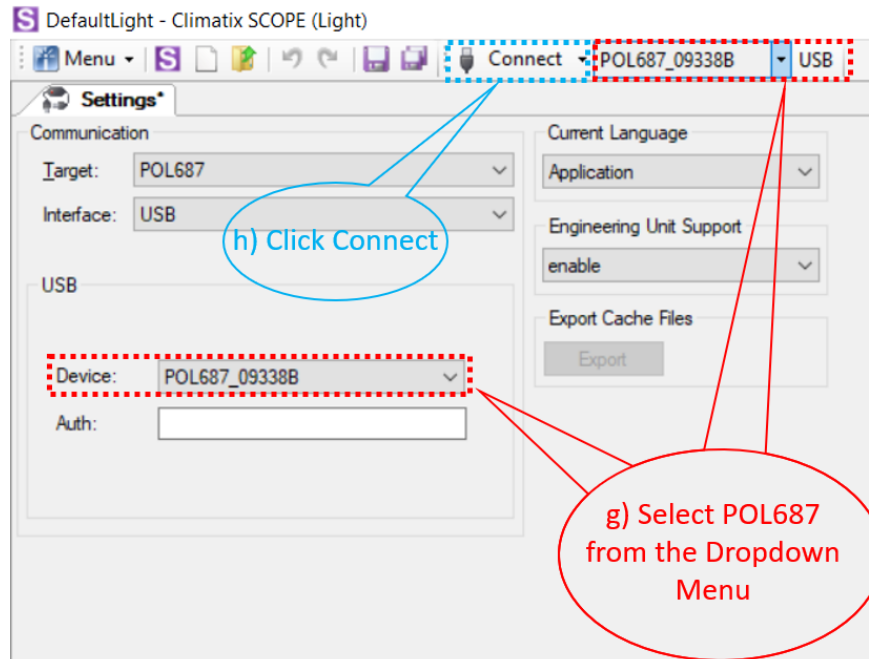 DefaultLight - Climatix SCOPE (Light)
Menu Connect POL687_09338B USB
Settings*
Communication
Target: POL687
Interface: USB
Current Language
Application
h) Click Connect
Engineering Unit Support
enable
USB
Export Cache Files
Export
Device: POL687_09338B
Auth:
g) Select POL687
from the Dropdown
Menu